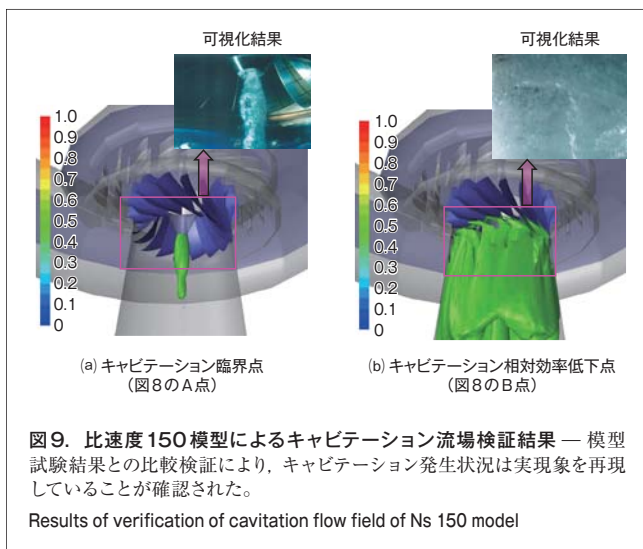 可視化結果
可視化結果
1.0
0.9
0.8
0.7
0.6
0.5
0.4
0.3
0.2
0.1
0
1.0
0.9
0.8
0.7
0.6
0.5
0.4
0.3
0.2
0.1
0
(a) キャビテーション臨界点
(図8のA点)
(b) キャビテーション相対効率低下点
(図8のB点)
図9. 比速度150模型によるキャビテーション流場検証結果 — 模型
試験結果との比較検証により，キャビテーション発生状況は実現象を再現
していることが確認された。
Results of verification of cavitation flow field of Ns 150 model